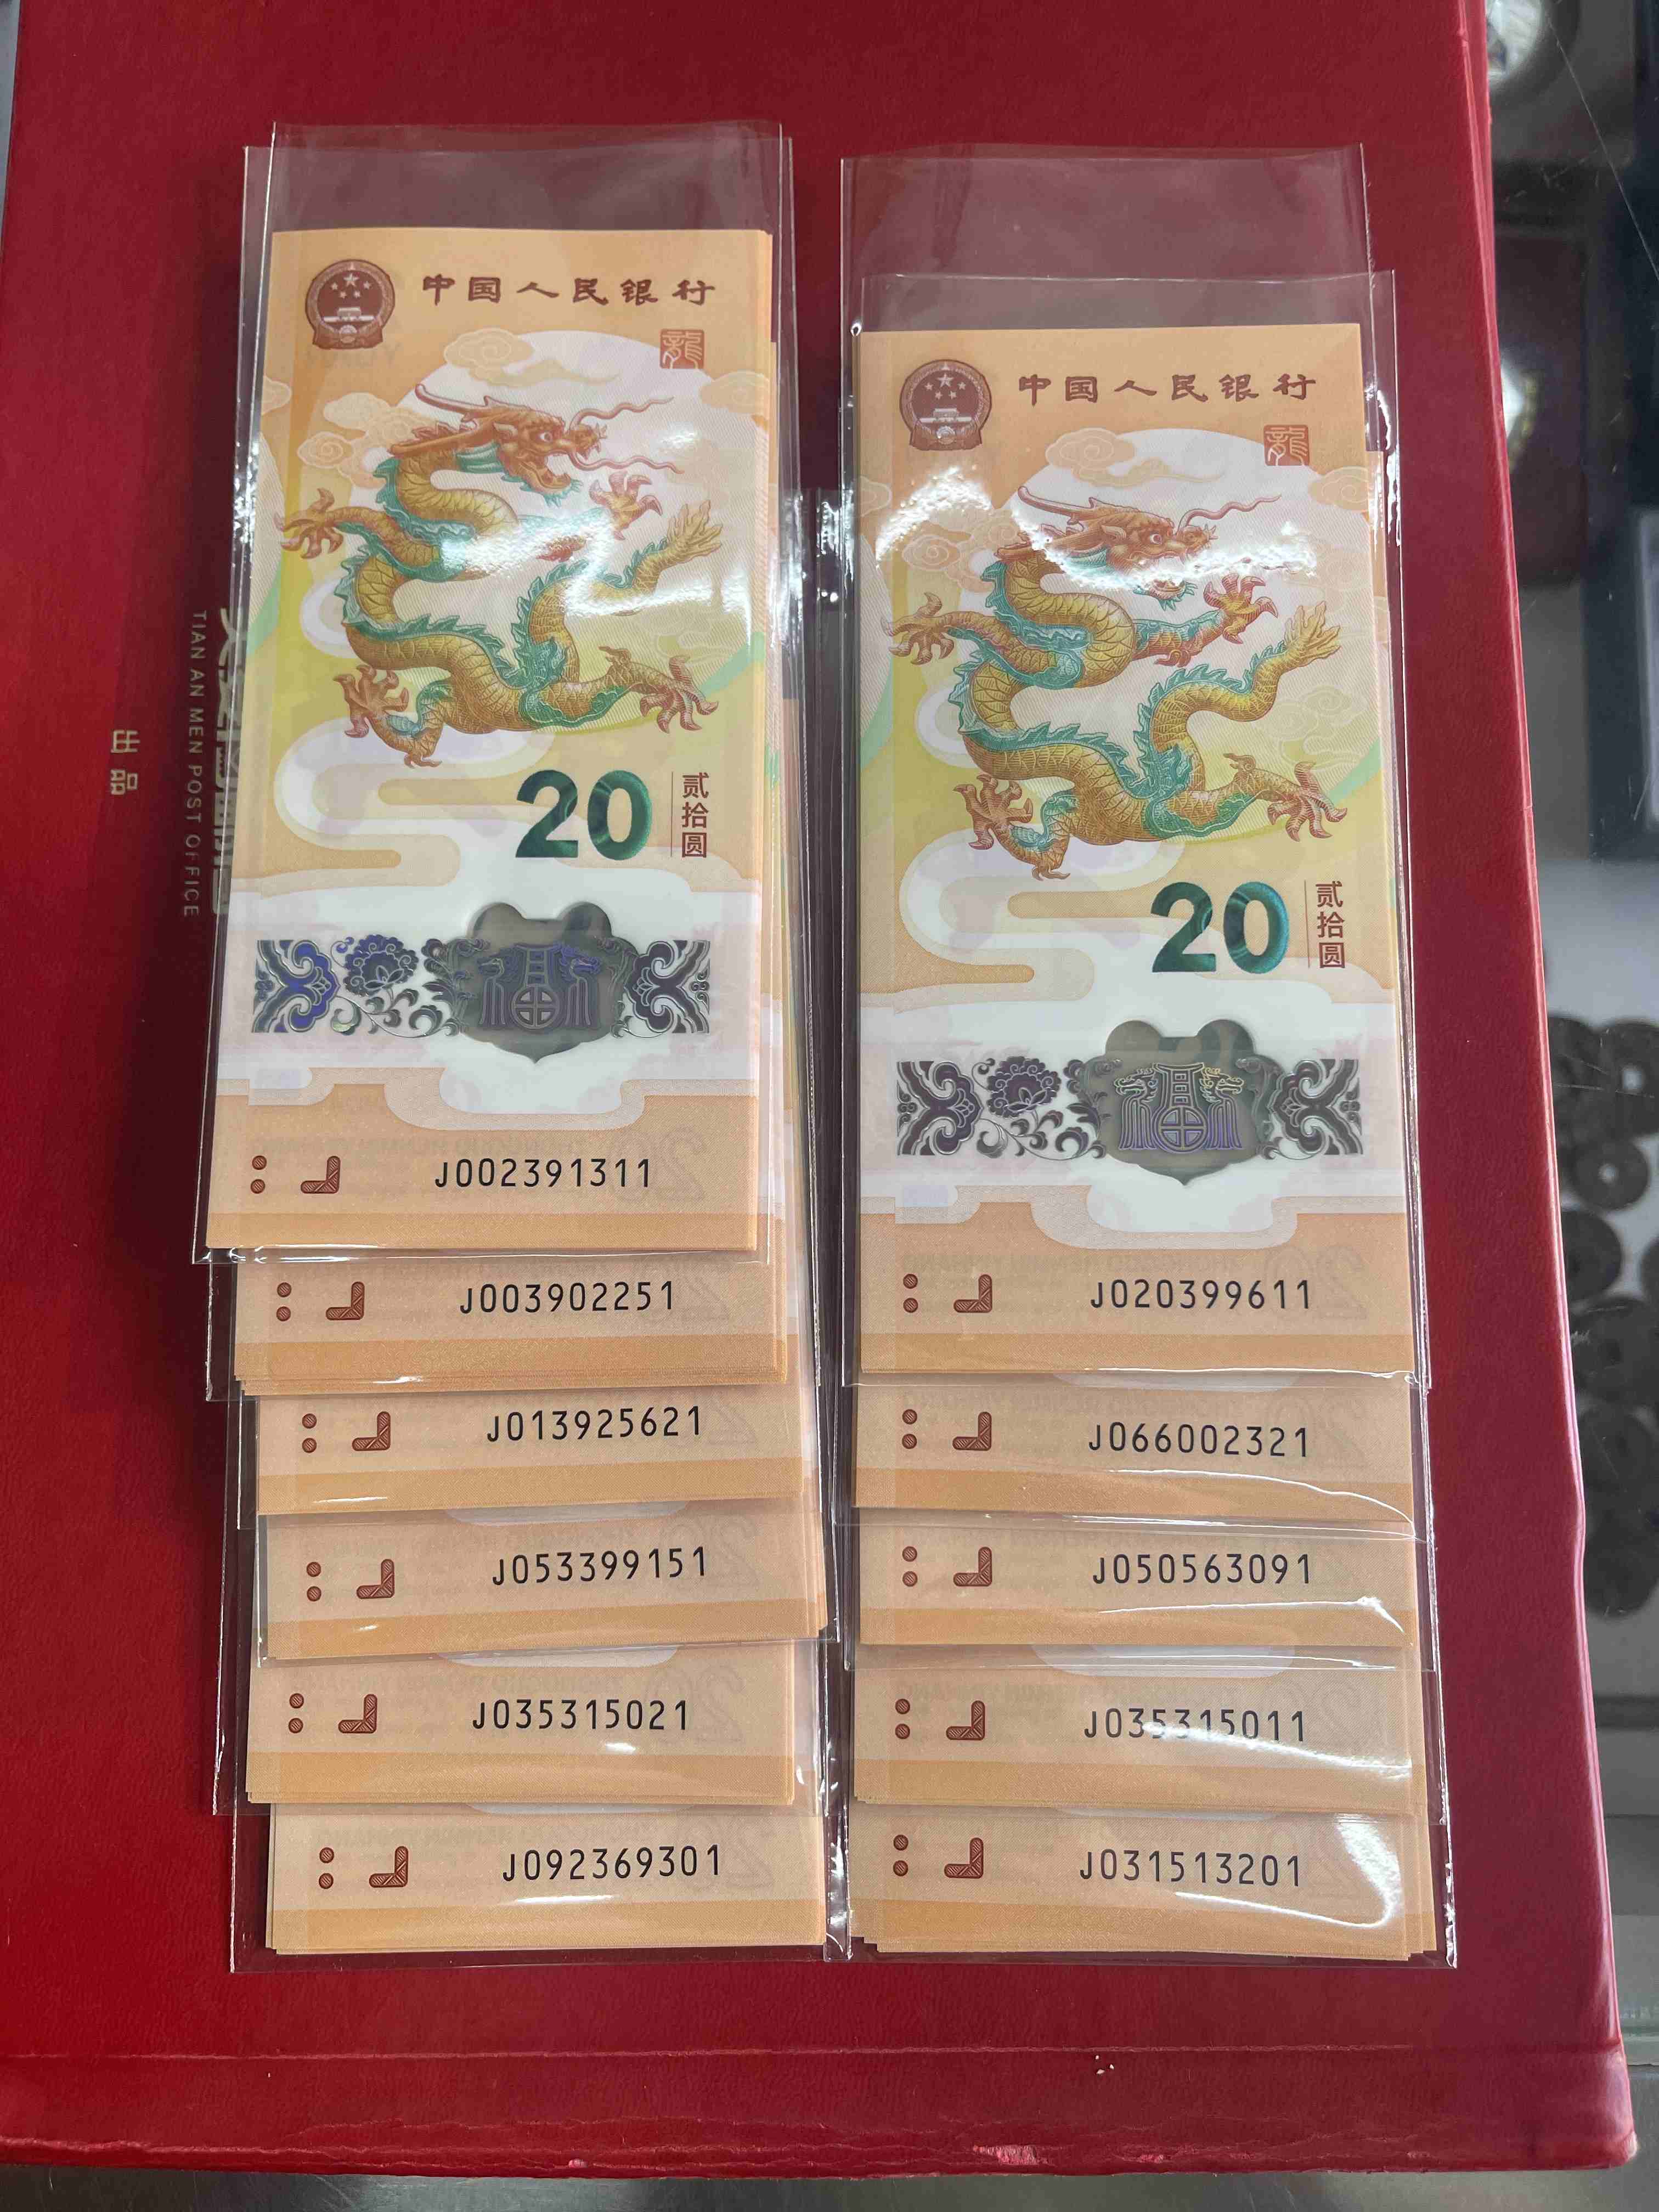 中国人民银行
龍
20
贰拾圆
J002391311
J003902251
J013925621
J053399151
J035315021
J092369301
中国人民银行
龍
20
贰拾圆
J020399611
J066002321
J050563091
J035315011
J031513201
TIAN AN MEN POST OFFICE
出品